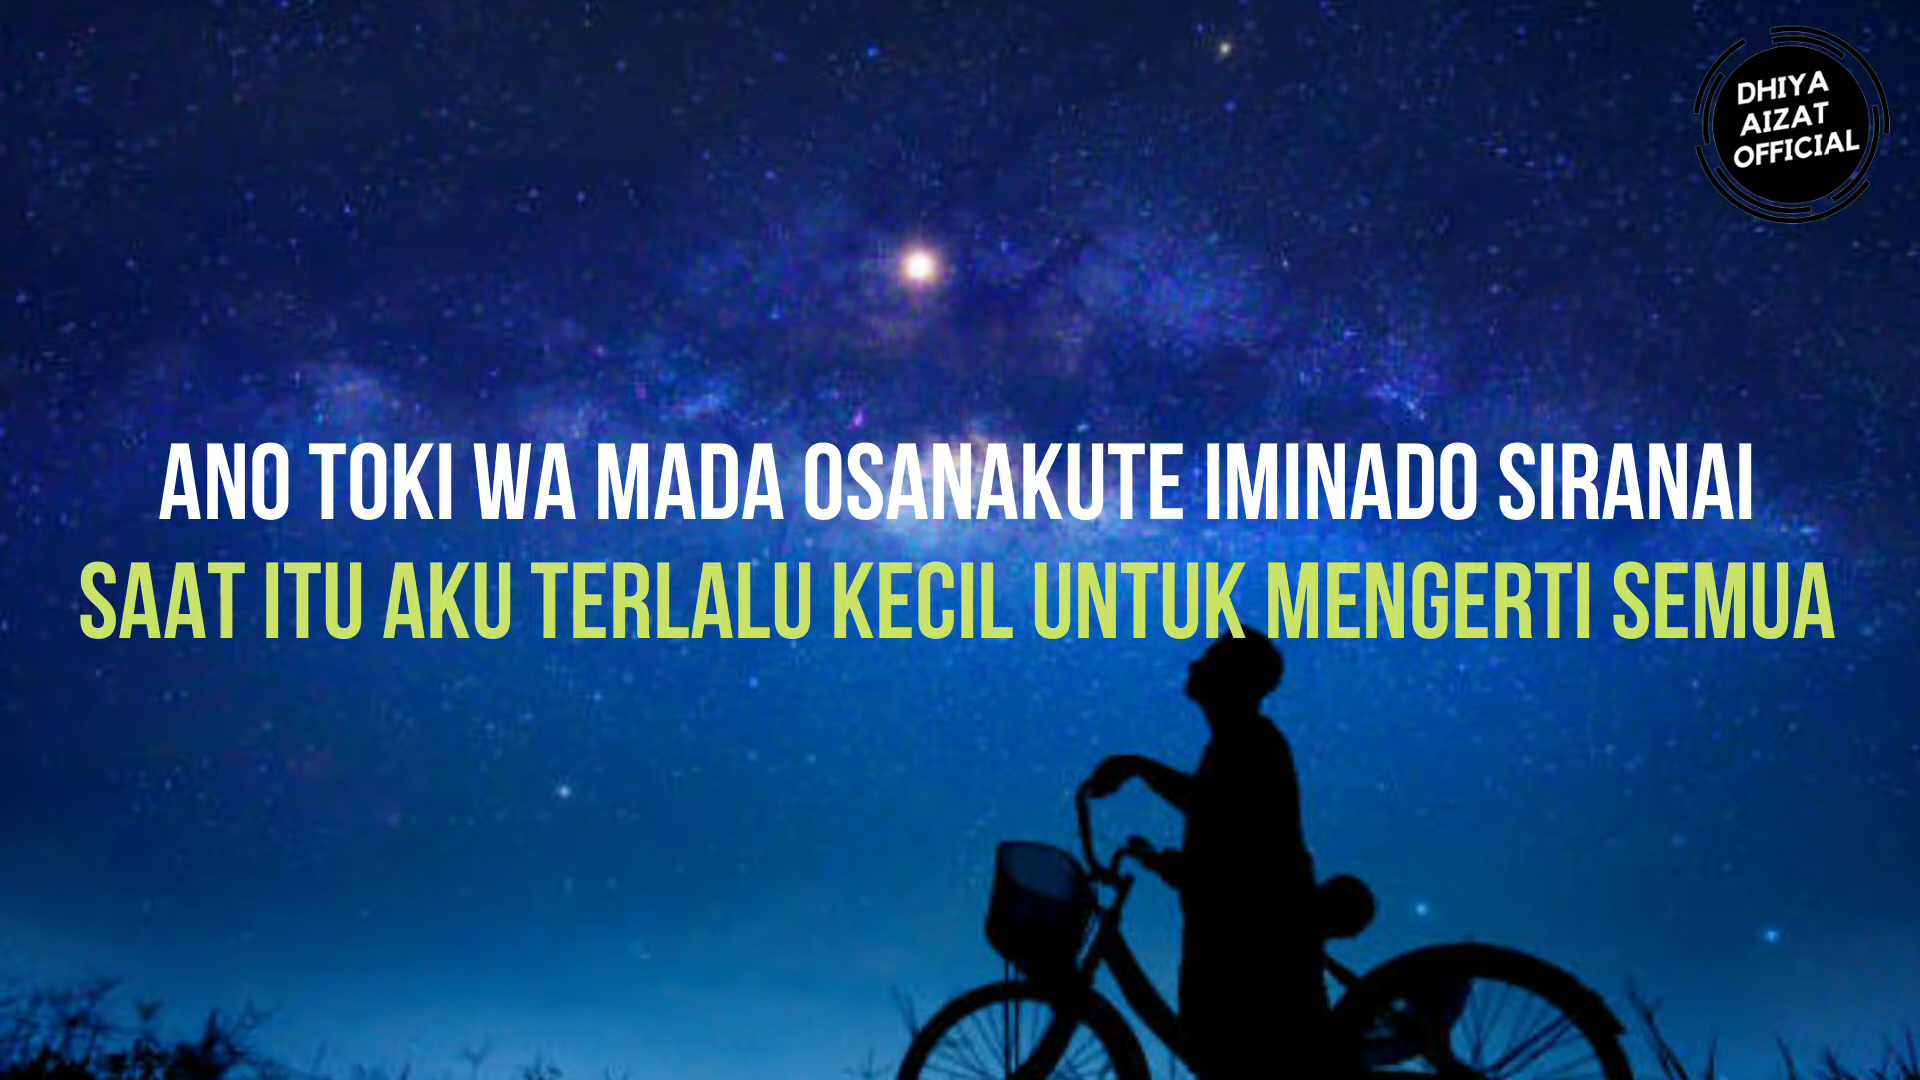 DHIYA
AIZAT
OFFICIAL
ANO TOKI WA MADA OSANAKUTE IMINADO SIRANAI
SAAT ITU AKU TERLALU KECIL UNTUK MENGERTI SEMUA